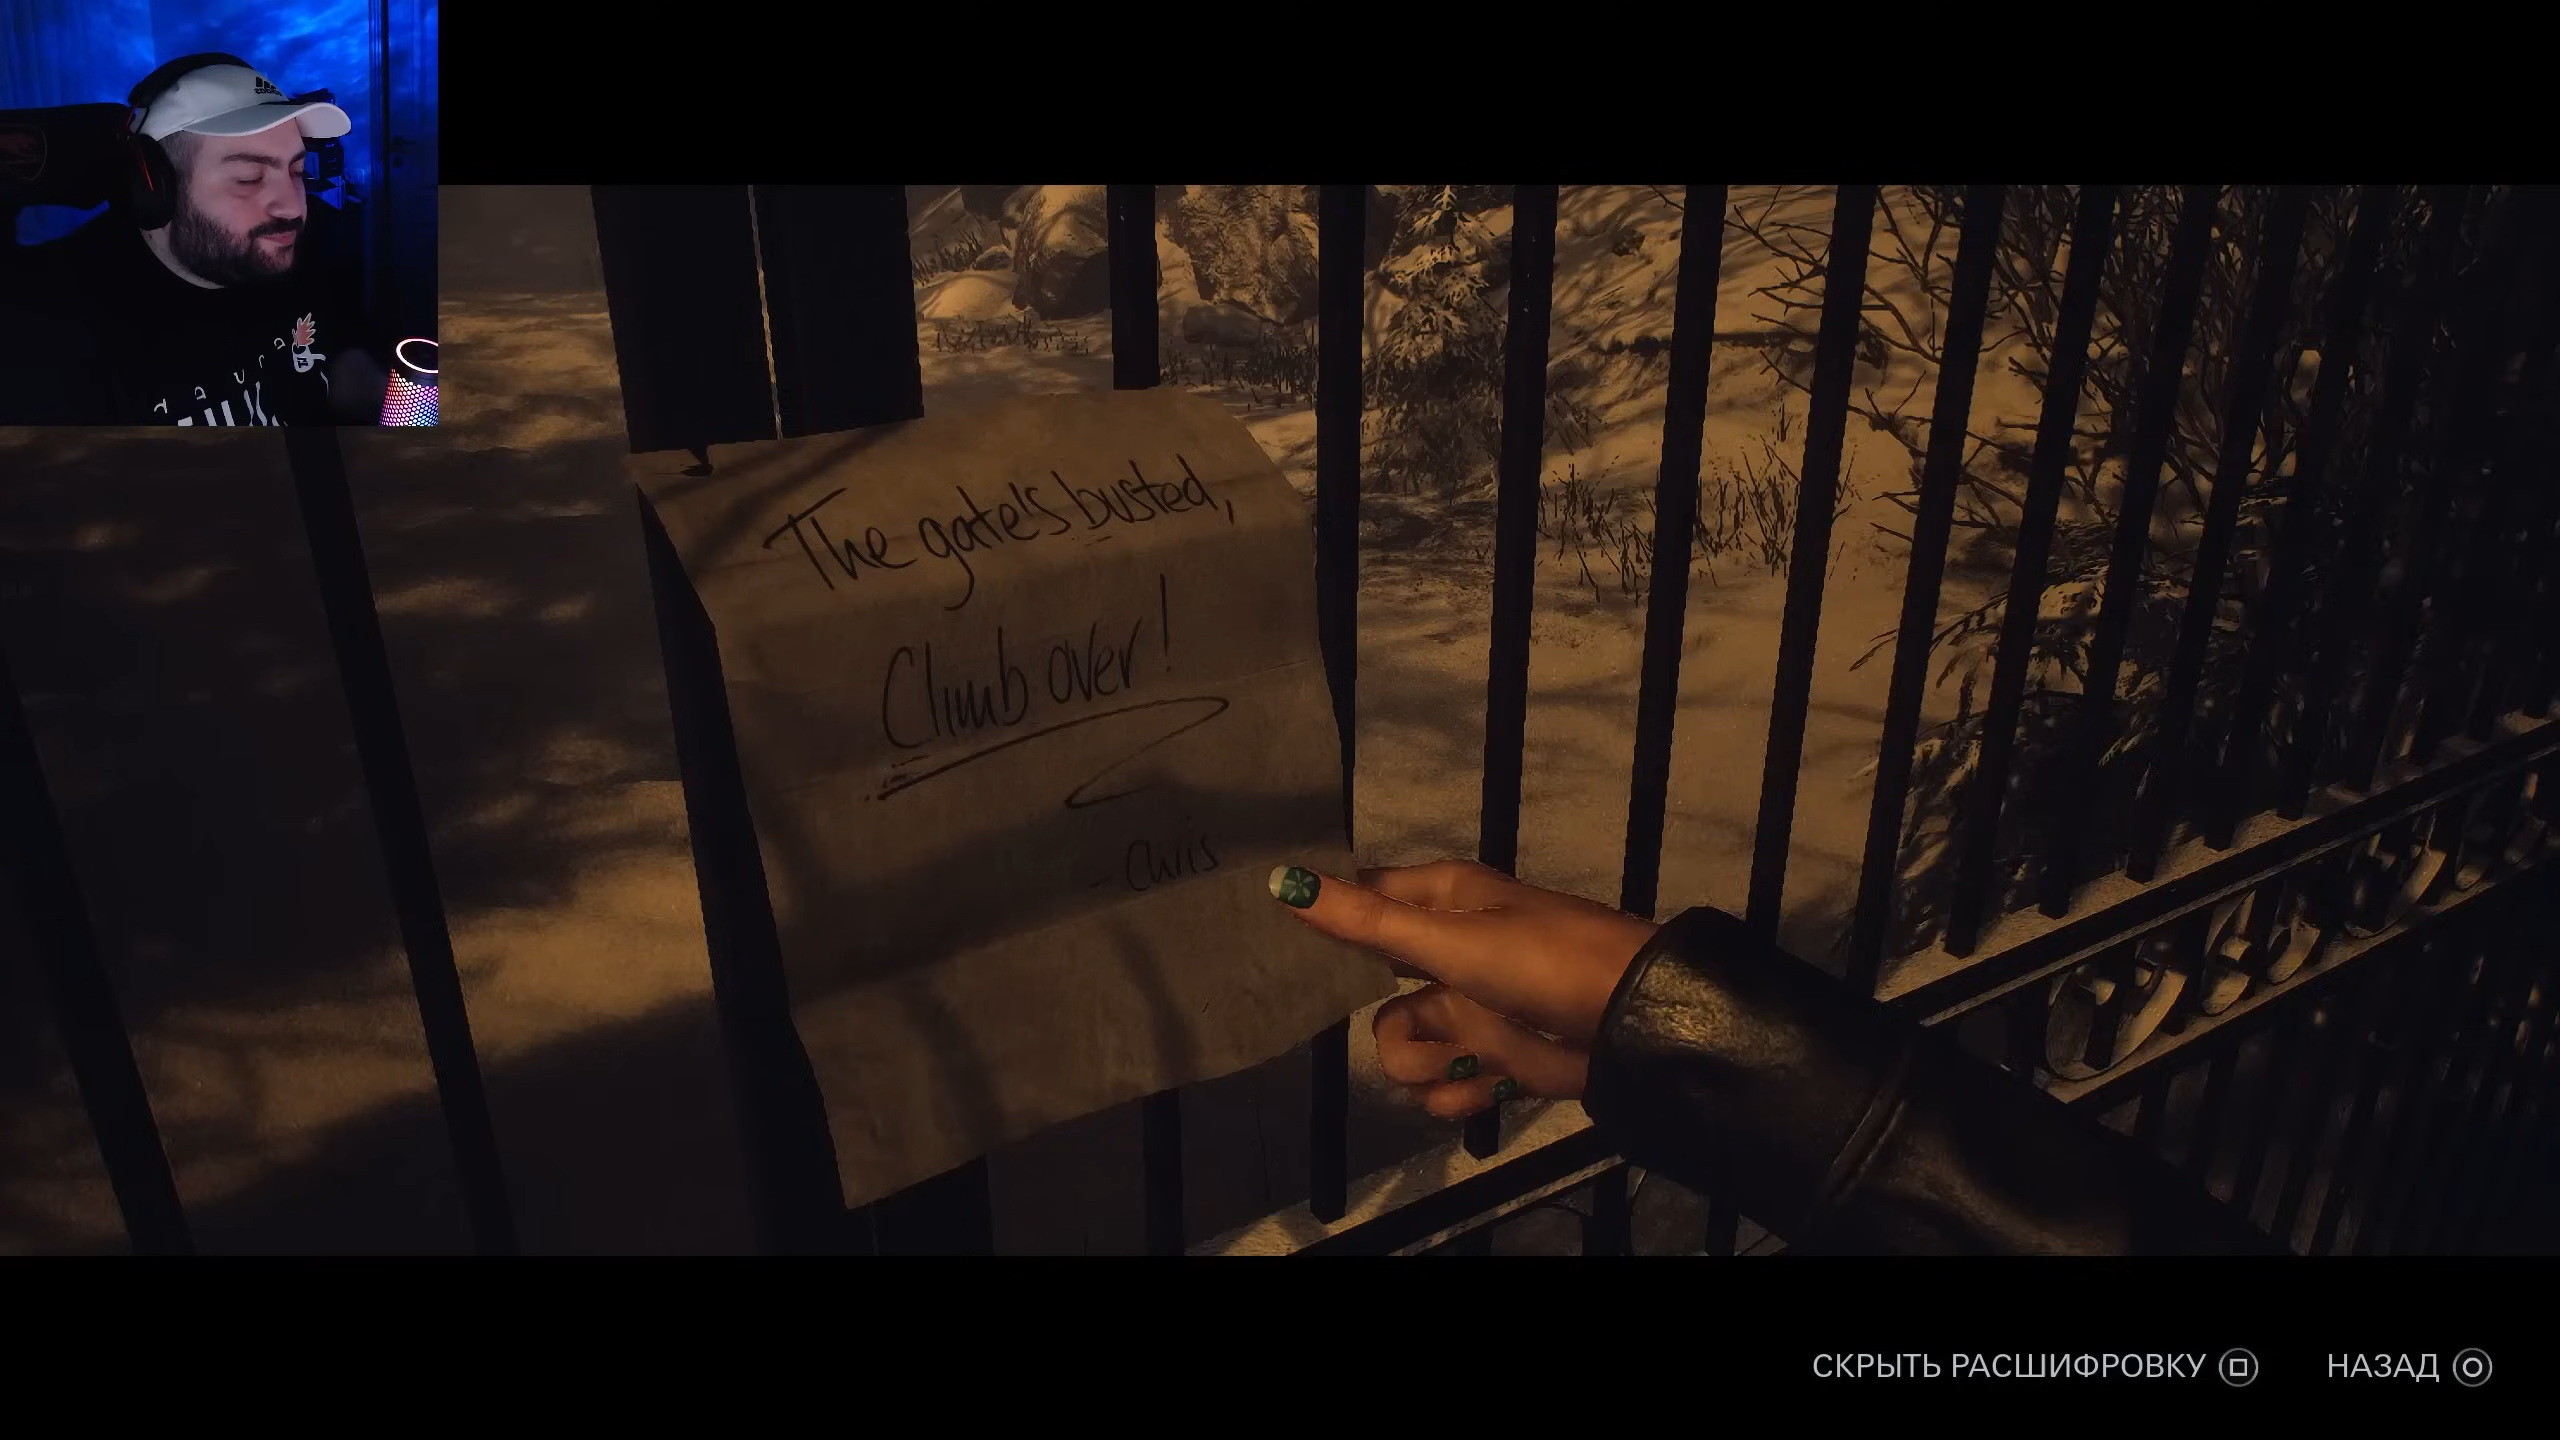 The gate's busted,
Climb over!
- Chris
СКРЫТЬ РАСШИФРОВКУ
НАЗАД